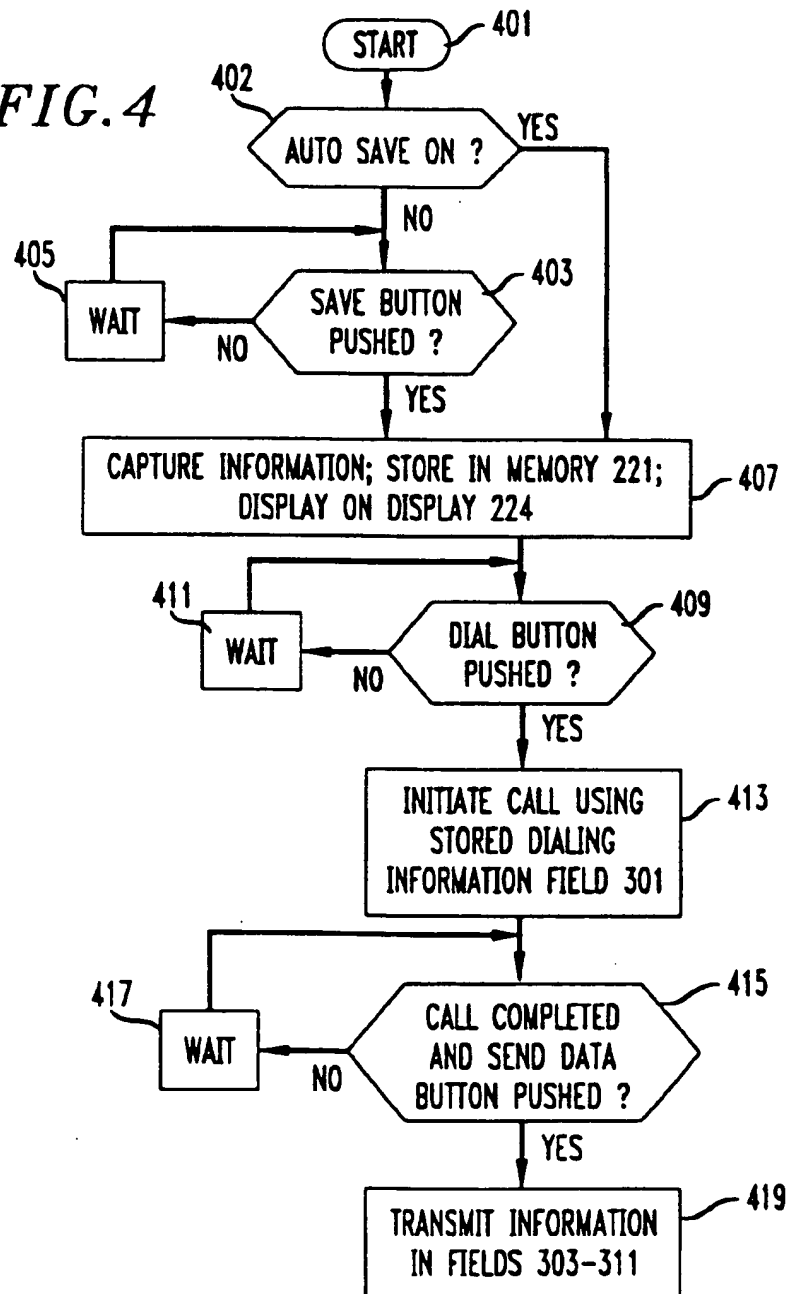 FIG. 4
START
401
402
AUTO SAVE ON ?
YES
NO
405
WAIT
NO
SAVE BUTTON
PUSHED ?
403
YES
CAPTURE INFORMATION; STORE IN MEMORY 221;
DISPLAY ON DISPLAY 224
407
411
WAIT
NO
DIAL BUTTON
PUSHED ?
409
YES
INITIATE CALL USING
STORED DIALING
INFORMATION FIELD 301
413
417
WAIT
NO
CALL COMPLETED
AND SEND DATA
BUTTON PUSHED ?
415
YES
TRANSMIT INFORMATION
IN FIELDS 303-311
419